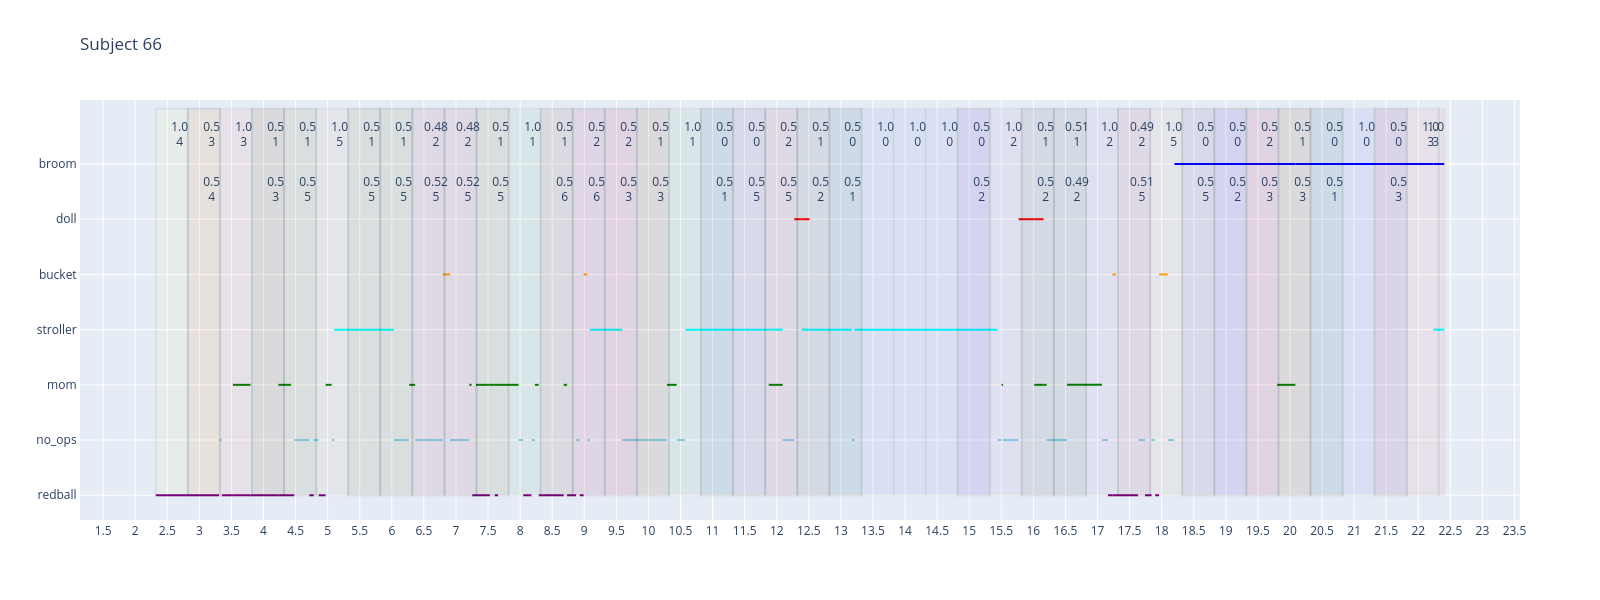 Subject 66
1.0 0.5 1.0 0.5 0.5 1.0 0.5 0.5 0.48 0.48 0.5 1.0 0.5 0.5 0.5 0.5 1.0 0.5 0.5 0.5 0.5 0.5 1.0 1.0 1.0 0.5 1.0 0.5 0.51 1.0 0.49 1.0 0.5 0.5 0.5 0.5 0.5 1.0 0.5
4 3 3 1 1 5 1 1 2 2 1 1 1 2 2 1 1 0 0 2 1 0 0 0 0 0 2 1 1 2 2 5 0 0 2 1 0 0 0 3 3
broom
0.5 0.5 0.5 0.5 0.5 0.52 0.52 0.5 0.5 0.5 0.5 0.5 0.5 0.5 0.5 0.5 0.5 0.5 0.5 0.49 0.51 0.5 0.5 0.5 0.5 0.5 0.5
4 3 5 5 5 5 5 5 6 6 3 3 1 5 5 2 1 2 2 2 5 5 2 3 3 1 3
doll
bucket
stroller
mom
no_ops
redball
1.5 2 2.5 3 3.5 4 4.5 5 5.5 6 6.5 7 7.5 8 8.5 9 9.5 10 10.5 11 11.5 12 12.5 13 13.5 14 14.5 15 15.5 16 16.5 17 17.5 18 18.5 19 19.5 20 20.5 21 21.5 22 22.5 23 23.5